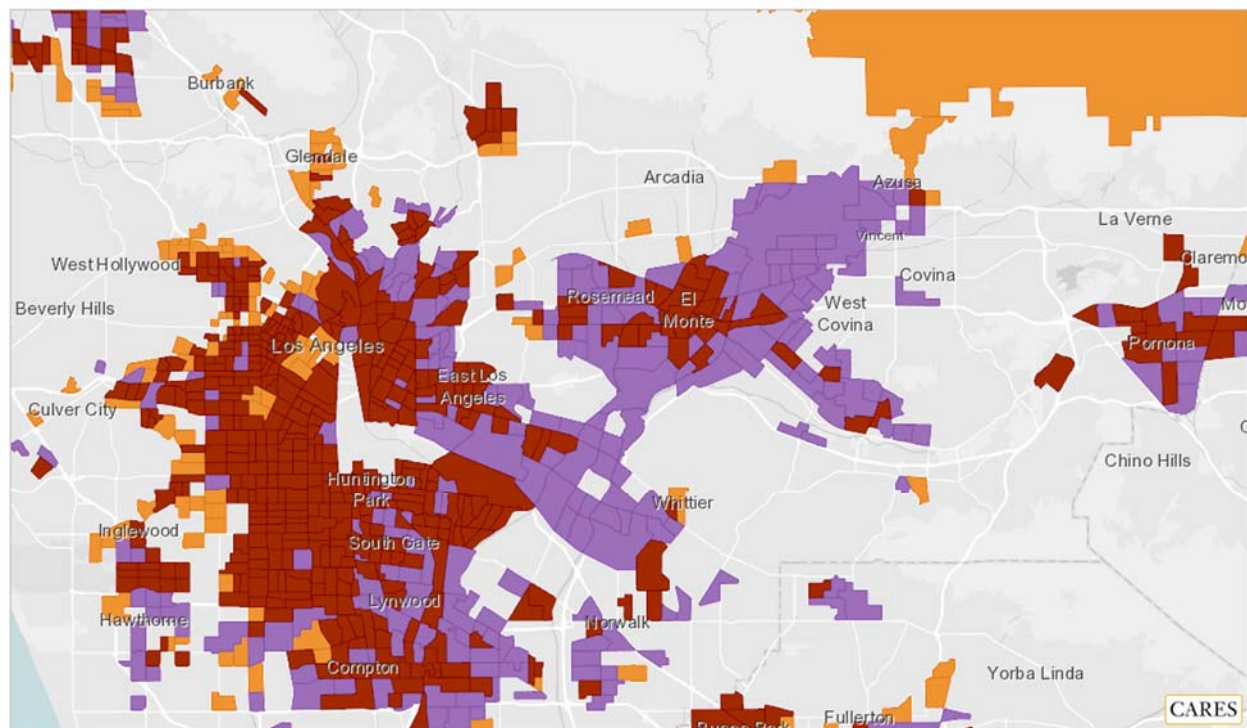 Burbank
Glendale
Arcadia
Azusa
La Verne
Vincent
West Hollywood
Claremo
Covina
Rosemead
El
Monte
Beverly Hills
West
Covina
Mo
Los Angeles
Pomona
East Los
Angeles
Culver City
Chino Hills
Huntington
Park
Whittier
Inglewood
South Gate
Lynwood
Hawthorne
Norwalk
Compton
Yorba Linda
Buena Park
Fullerton
CARES